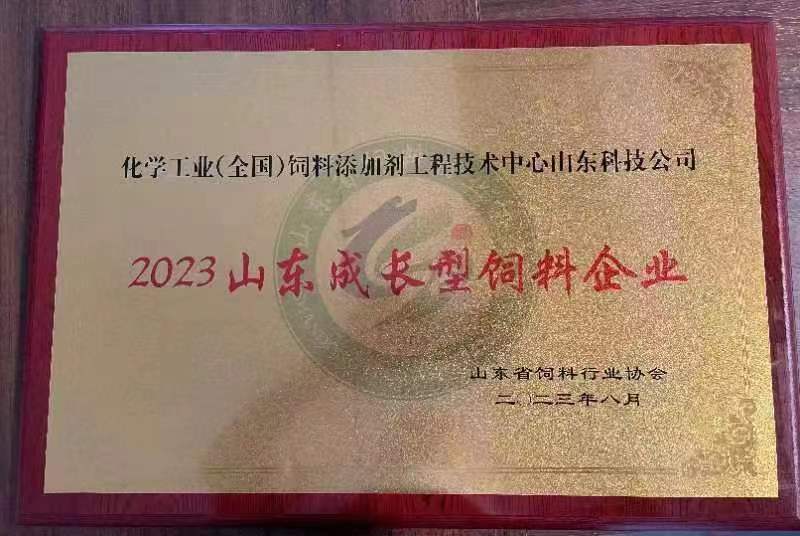 化学工业(全国)饲料添加剂工程技术中心山东科技公司
2023山东成长型饲料企业
山东省饲料行业协会
二〇二三年八月